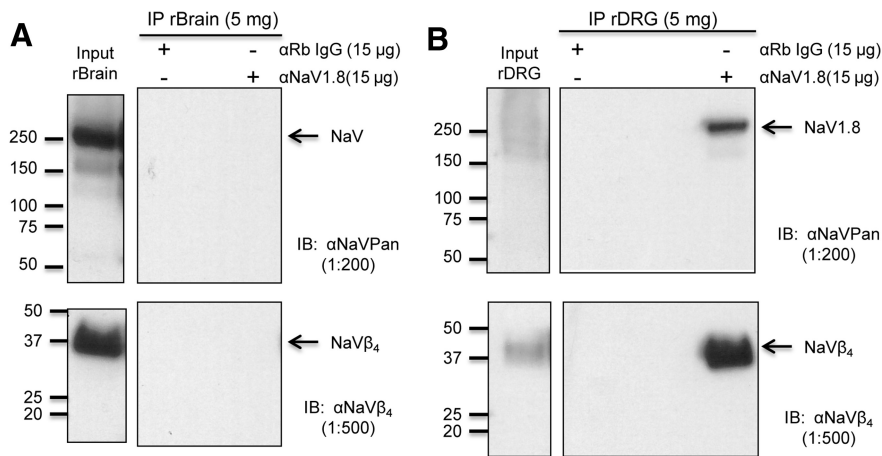 A
IP rBrain (5 mg)
Input
rBrain
+ - αRb IgG (15 µg)
- + αNaV1.8(15 µg)
250
150
100
75
50
NaV
IB: αNaVPan
(1:200)
50
37
25
20
NaVβ4
IB: αNaVβ4
(1:500)
B
IP rDRG (5 mg)
Input
rDRG
+ - αRb IgG (15 µg)
- + αNaV1.8(15 µg)
250
150
100
75
50
NaV1.8
IB: αNaVPan
(1:200)
50
37
25
20
NaVβ4
IB: αNaVβ4
(1:500)